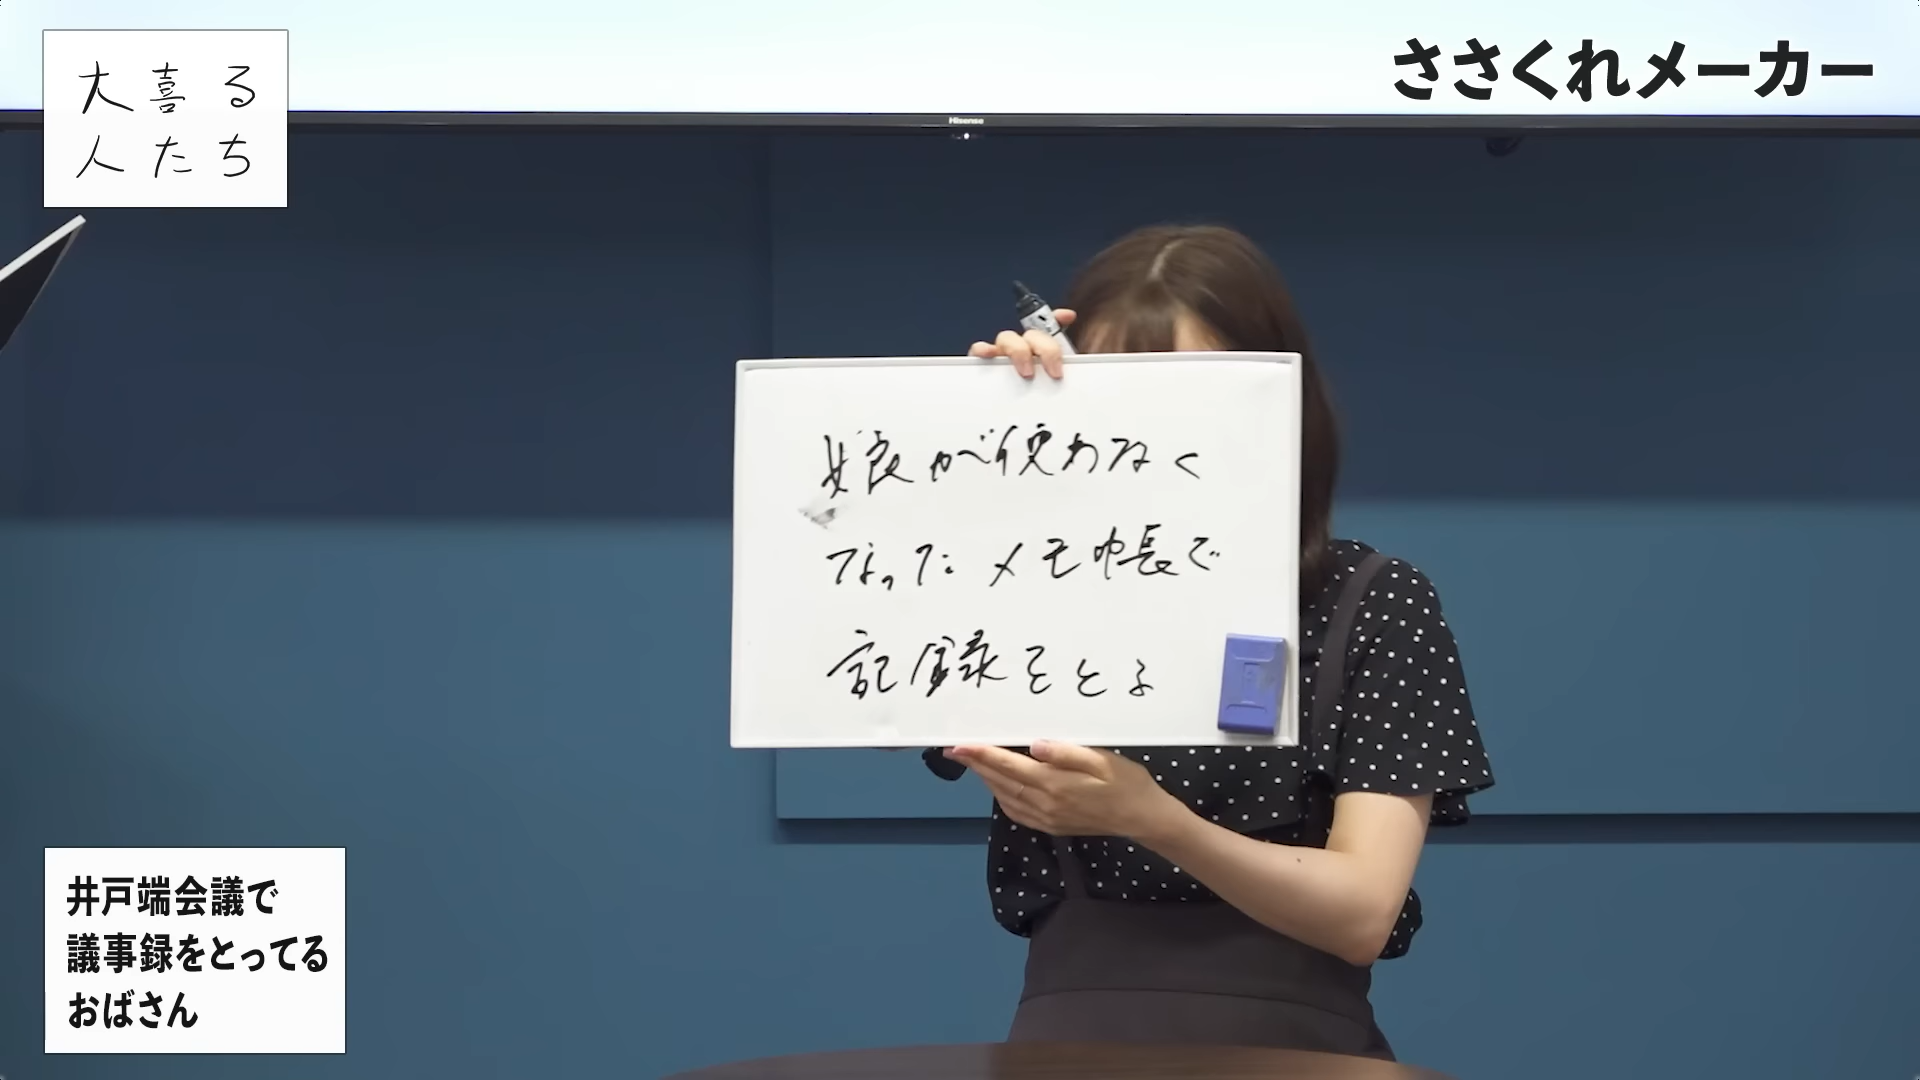 大喜る
人たち
ささくれメーカー
Hisense
娘が使わなく
なったメモ帳で
記録をとる
井戸端会議で
議事録をとってる
おばさん